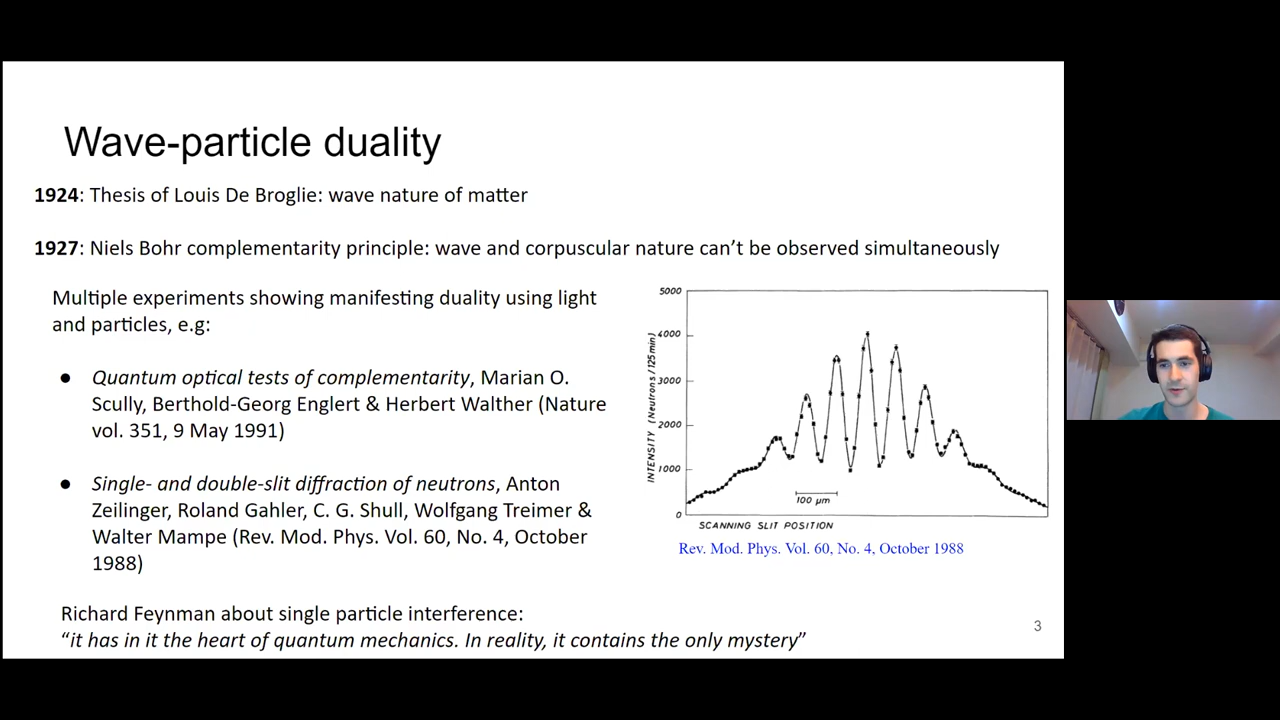 Wave-particle duality
1924: Thesis of Louis De Broglie: wave nature of matter
1927: Niels Bohr complementarity principle: wave and corpuscular nature can’t be observed simultaneously
Multiple experiments showing manifesting duality using light
and particles, e.g:
● Quantum optical tests of complementarity, Marian O.
Scully, Berthold-Georg Englert & Herbert Walther (Nature
vol. 351, 9 May 1991)
● Single- and double-slit diffraction of neutrons, Anton
Zeilinger, Roland Gahler, C. G. Shull, Wolfgang Treimer &
Walter Mampe (Rev. Mod. Phys. Vol. 60, No. 4, October
1988)
5000
4000
3000
2000
1000
0
INTENSITY (Neutrons/125min)
100 µm
SCANNING SLIT POSITION
Rev. Mod. Phys. Vol. 60, No. 4, October 1988
Richard Feynman about single particle interference:
“it has in it the heart of quantum mechanics. In reality, it contains the only mystery”
3